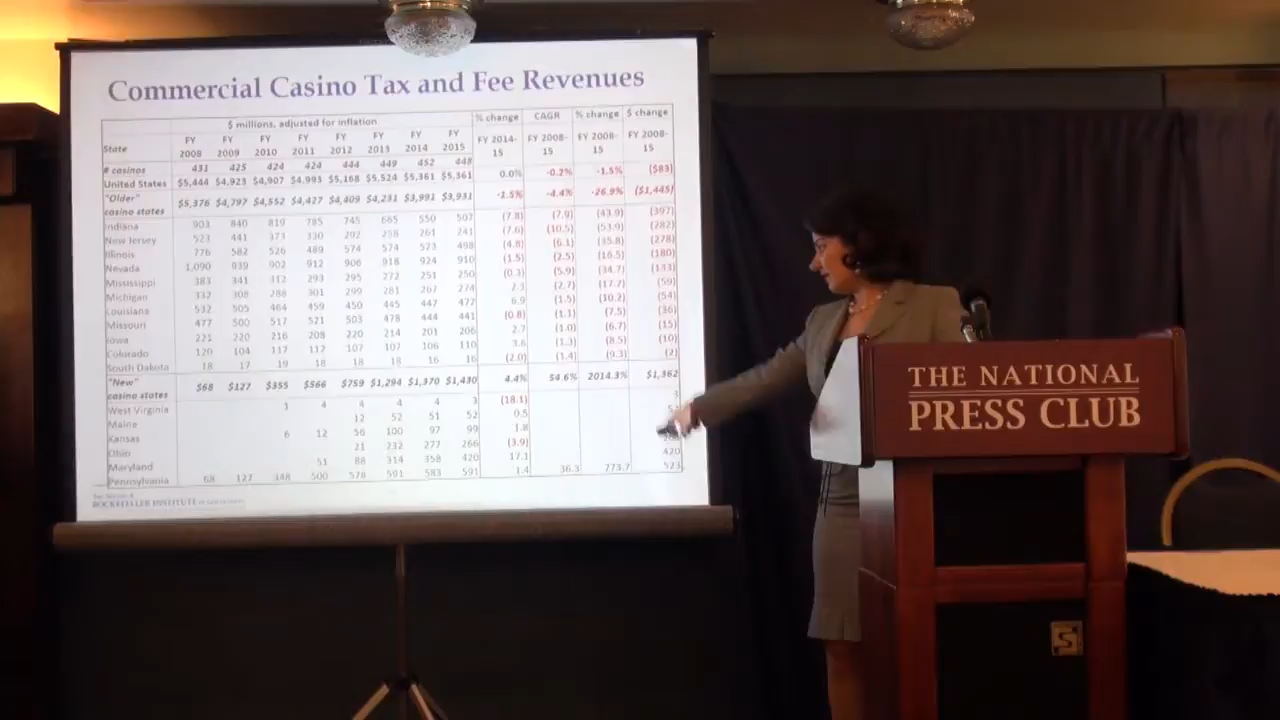 Commercial Casino Tax and Fee Revenues
$ millions, adjusted for inflation % change CAGR % change $ change
State FY 2008 FY 2009 FY 2010 FY 2011 FY 2012 FY 2013 FY 2014 FY 2015 FY 2014-15 FY 2008-15 FY 2008-15 FY 2008-15
# casinos 431 425 424 424 444 449 452 448
United States $5,444 $4,923 $4,907 $4,993 $5,168 $5,524 $5,361 $5,361 0.0% -0.2% -1.5% ($83)
"Older" casino states $5,376 $4,797 $4,552 $4,427 $4,409 $4,231 $3,991 $3,931 -1.5% -4.4% -26.9% ($1,445)
Indiana 903 840 819 785 745 665 550 507 (7.8) (7.9) (43.9) (397)
New Jersey 523 441 373 330 292 258 261 241 (7.6) (10.5) (53.9) (282)
Illinois 776 582 526 489 574 574 523 498 (4.8) (6.1) (35.8) (278)
Nevada 1,090 939 902 912 906 918 924 910 (1.5) (2.5) (16.5) (180)
Mississippi 383 341 312 293 295 272 251 250 (0.3) (5.9) (34.7) (133)
Michigan 332 308 288 301 299 281 267 274 2.3 (2.7) (17.7) (59)
Louisiana 532 505 464 459 450 445 447 477 6.9 (1.5) (10.2) (54)
Missouri 477 500 517 521 503 478 444 441 (0.8) (1.1) (7.5) (36)
Iowa 221 220 216 208 220 214 201 206 2.7 (1.0) (6.7) (15)
Colorado 120 104 117 112 107 107 106 110 3.6 (1.3) (8.5) (10)
South Dakota 18 17 19 18 18 18 16 16 (2.0) (1.4) (9.3) (2)
"New" casino states $68 $127 $355 $566 $759 $1,294 $1,370 $1,430 4.4% 54.6% 2014.3% $1,362
West Virginia 1 4 4 4 4 3 (18.1)
Maine 12 52 51 52 0.5
Kansas 6 12 56 100 97 99 1.8
Ohio 21 232 277 266 (3.9)
Maryland 51 88 314 358 420 17.1 420
Pennsylvania 68 127 348 500 578 591 583 591 1.4 36.3 773.7 523
ROCKEFELLER INSTITUTE
THE NATIONAL
PRESS CLUB